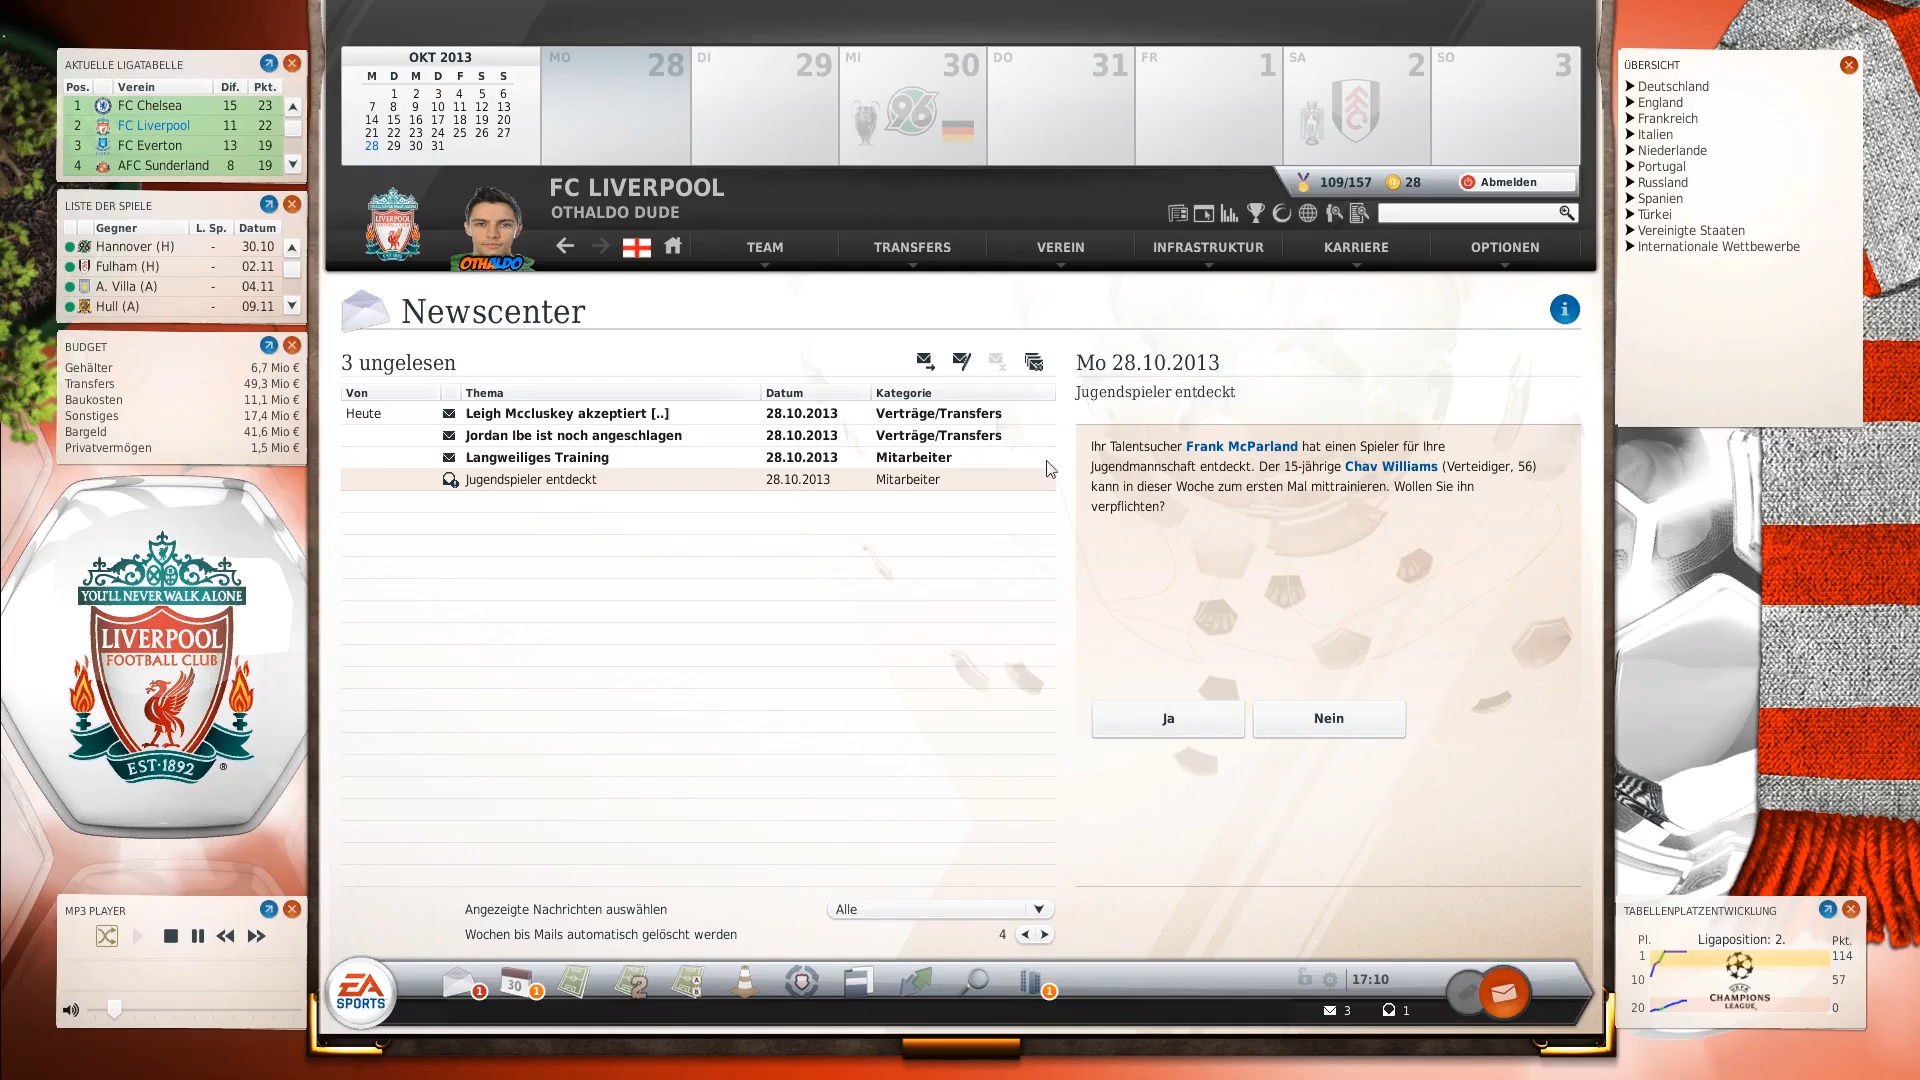 AKTUELLE LIGATABELLE
Pos. Verein Dif. Pkt.
1 FC Chelsea 15 23
2 FC Liverpool 11 22
3 FC Everton 13 19
4 AFC Sunderland 8 19
LISTE DER SPIELE
Gegner L. Sp. Datum
Hannover (H) - 30.10
Fulham (H) - 02.11
A. Villa (A) - 04.11
Hull (A) - 09.11
BUDGET
Gehälter 6,7 Mio €
Transfers 49,3 Mio €
Baukosten 11,1 Mio €
Sonstiges 17,4 Mio €
Bargeld 41,6 Mio €
Privatvermögen 1,5 Mio €
YOU'LL NEVER WALK ALONE
LIVERPOOL
FOOTBALL CLUB
EST·1892 ®
MP3 PLAYER
OKT 2013
M D M D F S S
1 2 3 4 5 6
7 8 9 10 11 12 13
14 15 16 17 18 19 20
21 22 23 24 25 26 27
28 29 30 31
MO 28
DI 29
MI 30
96
DO 31
FR 1
SA 2
SO 3
FC LIVERPOOL
OTHALDO DUDE
OTHALDO
109/157 28 Abmelden
TEAM TRANSFERS VEREIN INFRASTRUKTUR KARRIERE OPTIONEN
Newscenter
3 ungelesen
Von Thema Datum Kategorie
Heute Leigh Mccluskey akzeptiert [..] 28.10.2013 Verträge/Transfers
Jordan Ibe ist noch angeschlagen 28.10.2013 Verträge/Transfers
Langweiliges Training 28.10.2013 Mitarbeiter
Jugendspieler entdeckt 28.10.2013 Mitarbeiter
Angezeigte Nachrichten auswählen Alle
Wochen bis Mails automatisch gelöscht werden 4
Mo 28.10.2013
Jugendspieler entdeckt
Ihr Talentsucher Frank McParland hat einen Spieler für Ihre
Jugendmannschaft entdeckt. Der 15-jährige Chav Williams (Verteidiger, 56)
kann in dieser Woche zum ersten Mal mittrainieren. Wollen Sie ihn
verpflichten?
Ja Nein
EA
SPORTS
1 30 1 2 1
17:10
3 1
ÜBERSICHT
Deutschland
England
Frankreich
Italien
Niederlande
Portugal
Russland
Spanien
Türkei
Vereinigte Staaten
Internationale Wettbewerbe
TABELLENPLATZENTWICKLUNG
Pl. Ligaposition: 2. Pkt.
1 114
10 57
20 0
UEFA
CHAMPIONS
LEAGUE